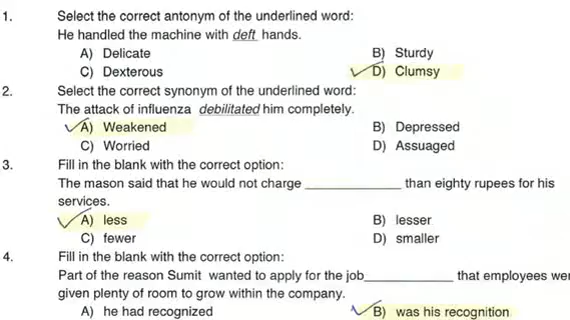 1. Select the correct antonym of the underlined word:
He handled the machine with deft hands.
A) Delicate B) Sturdy
C) Dexterous D) Clumsy
2. Select the correct synonym of the underlined word:
The attack of influenza debilitated him completely.
A) Weakened B) Depressed
C) Worried D) Assuaged
3. Fill in the blank with the correct option:
The mason said that he would not charge ____________ than eighty rupees for his
services.
A) less B) lesser
C) fewer D) smaller
4. Fill in the blank with the correct option:
Part of the reason Sumit wanted to apply for the job____________ that employees
given plenty of room to grow within the company.
A) he had recognized B) was his recognition